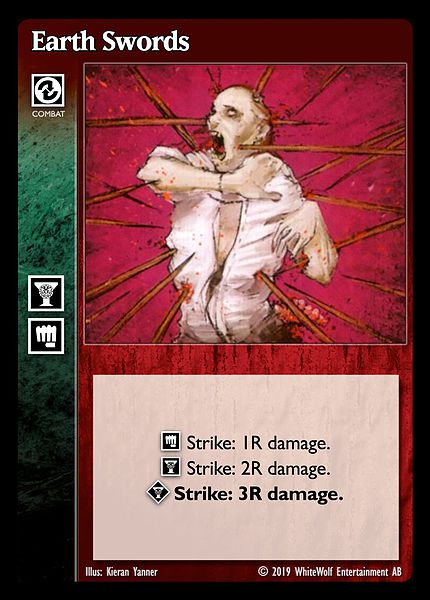 Earth Swords
COMBAT
Strike: 1R damage.
Strike: 2R damage.
Strike: 3R damage.
Illus: Kieran Yanner © 2019 WhiteWolf Entertainment AB